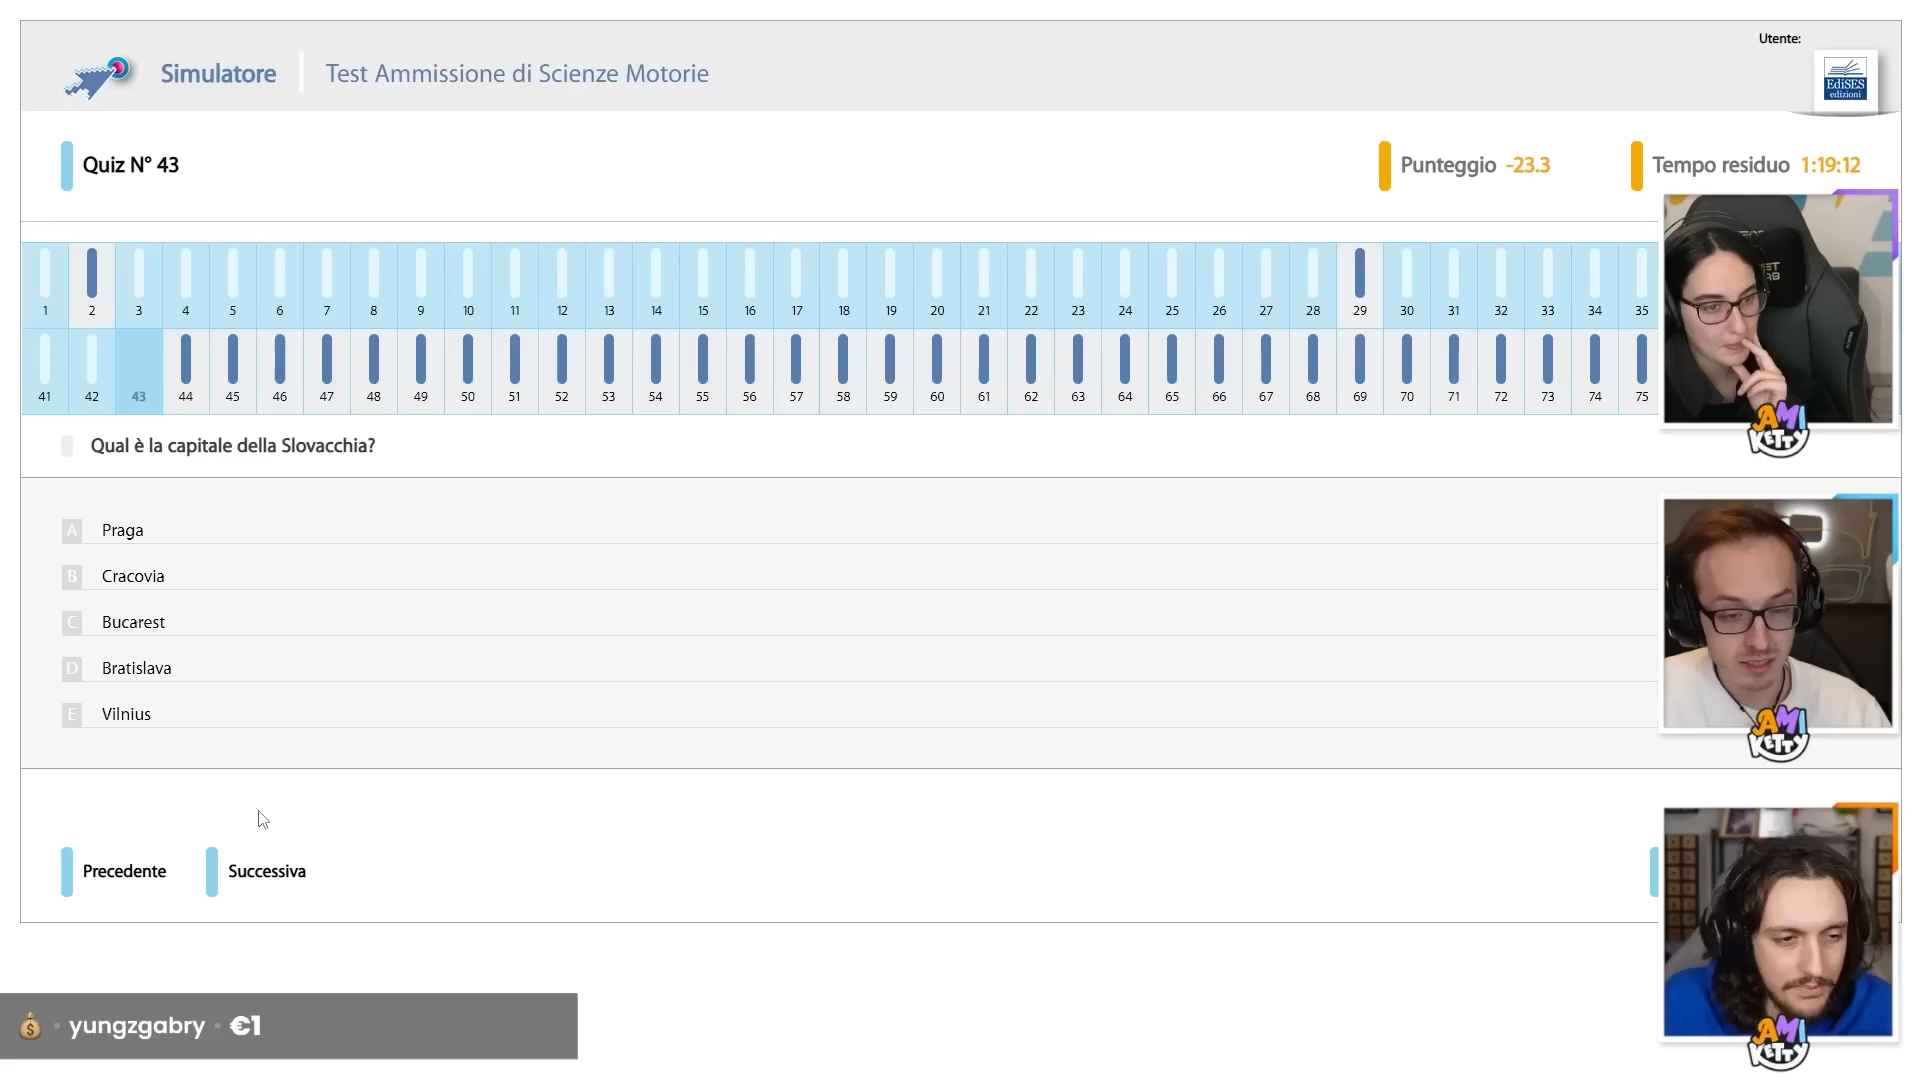 Utente:
Simulatore
Test Ammissione di Scienze Motorie
EdiSES
edizioni
Quiz N° 43
Punteggio -23.3
Tempo residuo 1:19:12
1 2 3 4 5 6 7 8 9 10 11 12 13 14 15 16 17 18 19 20 21 22 23 24 25 26 27 28 29 30 31 32 33 34 35
41 42 43 44 45 46 47 48 49 50 51 52 53 54 55 56 57 58 59 60 61 62 63 64 65 66 67 68 69 70 71 72 73 74 75
AMI
KETTY
Qual è la capitale della Slovacchia?
A Praga
B Cracovia
C Bucarest
D Bratislava
E Vilnius
AMI
KETTY
Precedente
Successiva
AMI
KETTY
$ • yungzgabry • €1